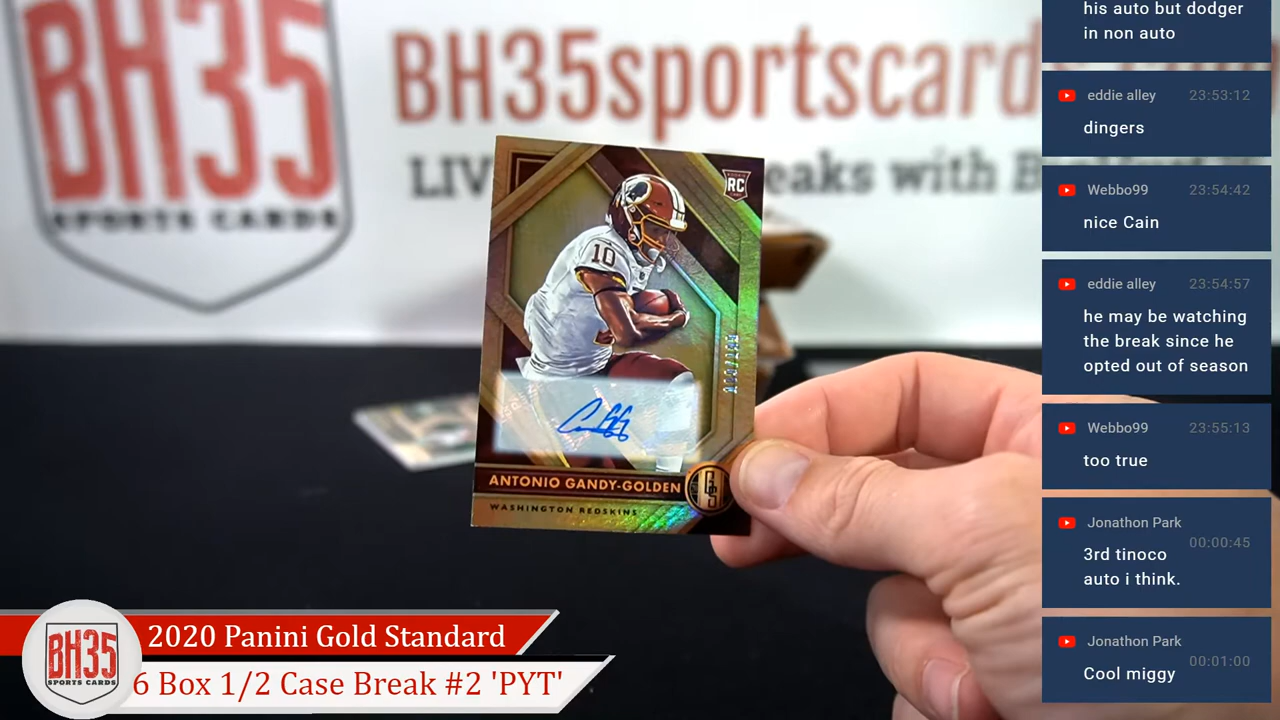 BH35
SPORTS CARDS
BH35sportscard
LIV
eaks with B
ROOKIE
RC
10
ANTONIO GANDY-GOLDEN
WASHINGTON REDSKINS
BH35
SPORTS CARDS
2020 Panini Gold Standard
6 Box 1/2 Case Break #2 'PYT'
his auto but dodger
in non auto
eddie alley 23:53:12
dingers
Webbo99 23:54:42
nice Cain
eddie alley 23:54:57
he may be watching
the break since he
opted out of season
Webbo99 23:55:13
too true
Jonathon Park 00:00:45
3rd tinoco
auto i think.
Jonathon Park 00:01:00
Cool miggy